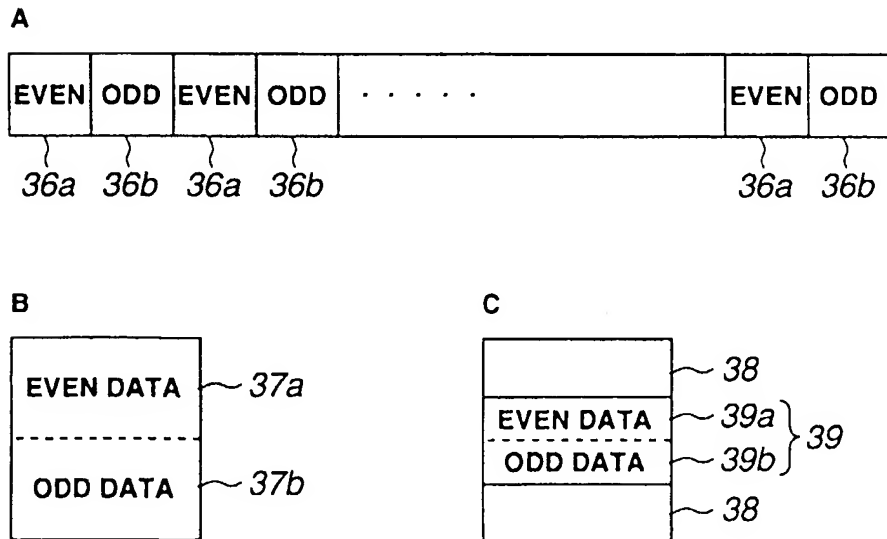 A
EVEN ODD EVEN ODD . . . . . EVEN ODD
36a 36b 36a 36b 36a 36b
B
EVEN DATA 37a
ODD DATA 37b
C
38
EVEN DATA 39a
ODD DATA 39b
39
38